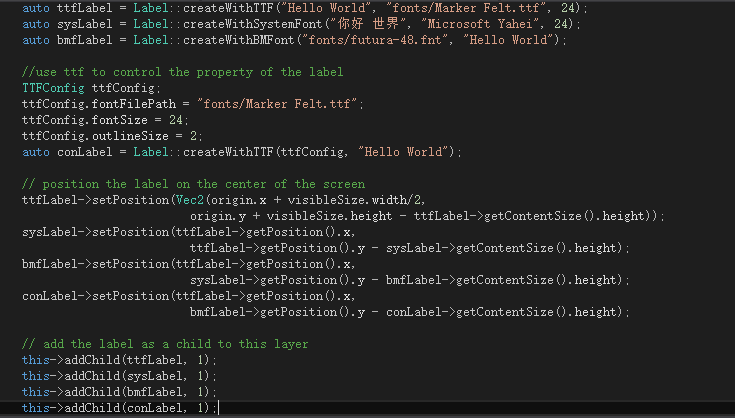 auto ttfLabel = Label::createWithTTF("Hello World", "fonts/Marker Felt.ttf", 24);
auto sysLabel = Label::createWithSystemFont("你好 世界", "Microsoft Yahei", 24);
auto bmfLabel = Label::createWithBMFont("fonts/futura-48.fnt", "Hello World");
//use ttf to control the property of the label
TTFConfig ttfConfig;
ttfConfig.fontFilePath = "fonts/Marker Felt.ttf";
ttfConfig.fontSize = 24;
ttfConfig.outlineSize = 2;
auto conLabel = Label::createWithTTF(ttfConfig, "Hello World");
// position the label on the center of the screen
ttfLabel->setPosition(Vec2(origin.x + visibleSize.width/2,
origin.y + visibleSize.height - ttfLabel->getContentSize().height));
sysLabel->setPosition(ttfLabel->getPosition().x,
ttfLabel->getPosition().y - sysLabel->getContentSize().height);
bmfLabel->setPosition(ttfLabel->getPosition().x,
sysLabel->getPosition().y - bmfLabel->getContentSize().height);
conLabel->setPosition(ttfLabel->getPosition().x,
bmfLabel->getPosition().y - conLabel->getContentSize().height);
// add the label as a child to this layer
this->addChild(ttfLabel, 1);
this->addChild(sysLabel, 1);
this->addChild(bmfLabel, 1);
this->addChild(conLabel, 1);